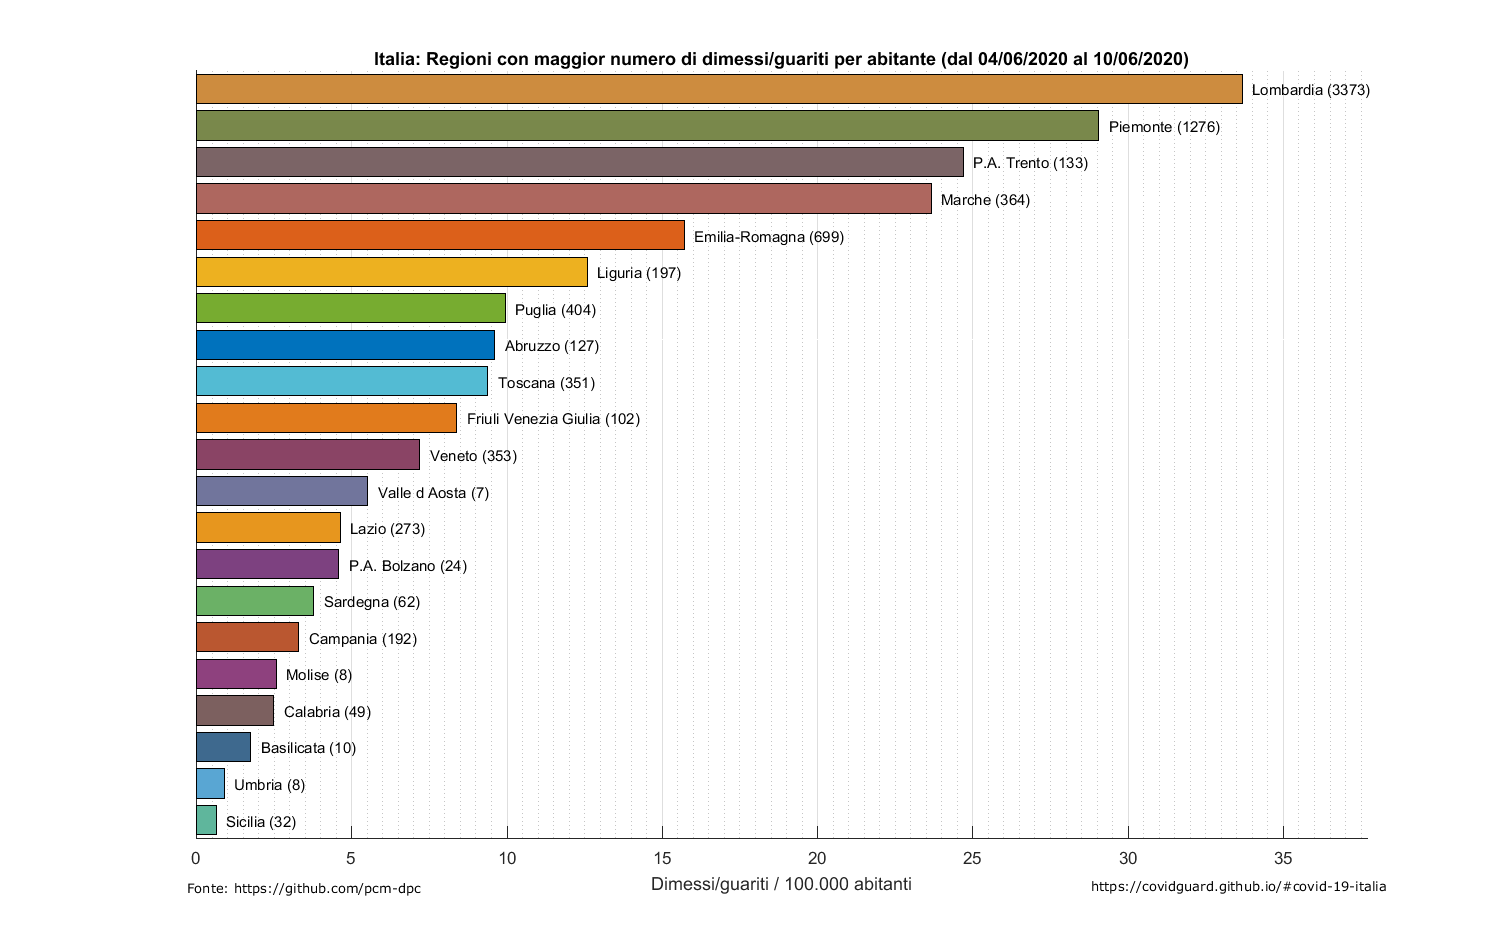 Italia: Regioni con maggior numero di dimessi/guariti per abitante (dal 04/06/2020 al 10/06/2020)
Lombardia (3373)
Piemonte (1276)
P.A. Trento (133)
Marche (364)
Emilia-Romagna (699)
Liguria (197)
Puglia (404)
Abruzzo (127)
Toscana (351)
Friuli Venezia Giulia (102)
Veneto (353)
Valle d Aosta (7)
Lazio (273)
P.A. Bolzano (24)
Sardegna (62)
Campania (192)
Molise (8)
Calabria (49)
Basilicata (10)
Umbria (8)
Sicilia (32)
0 5 10 15 20 25 30 35
Dimessi/guariti / 100.000 abitanti
Fonte: https://github.com/pcm-dpc
https://covidguard.github.io/#covid-19-italia